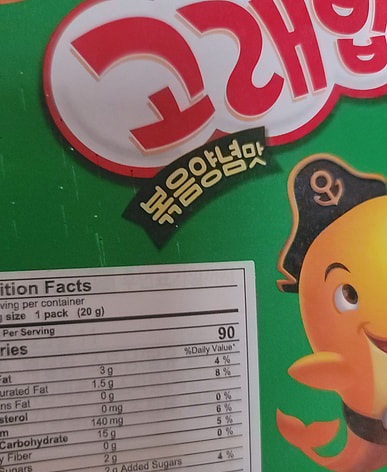 고래밥
볶음양념맛
ition Facts
ving per container
size 1 pack (20 g)
Per Serving
ries 90
%Daily Value*
at 3 g 4 %
urated Fat 1.5 g 8 %
ns Fat 0 g
sterol 0 mg 0 %
m 140 mg 6 %
Carbohydrate 15 g 5 %
y Fiber 0 g 0 %
Sugars 2 g
Added Sugars 4 %